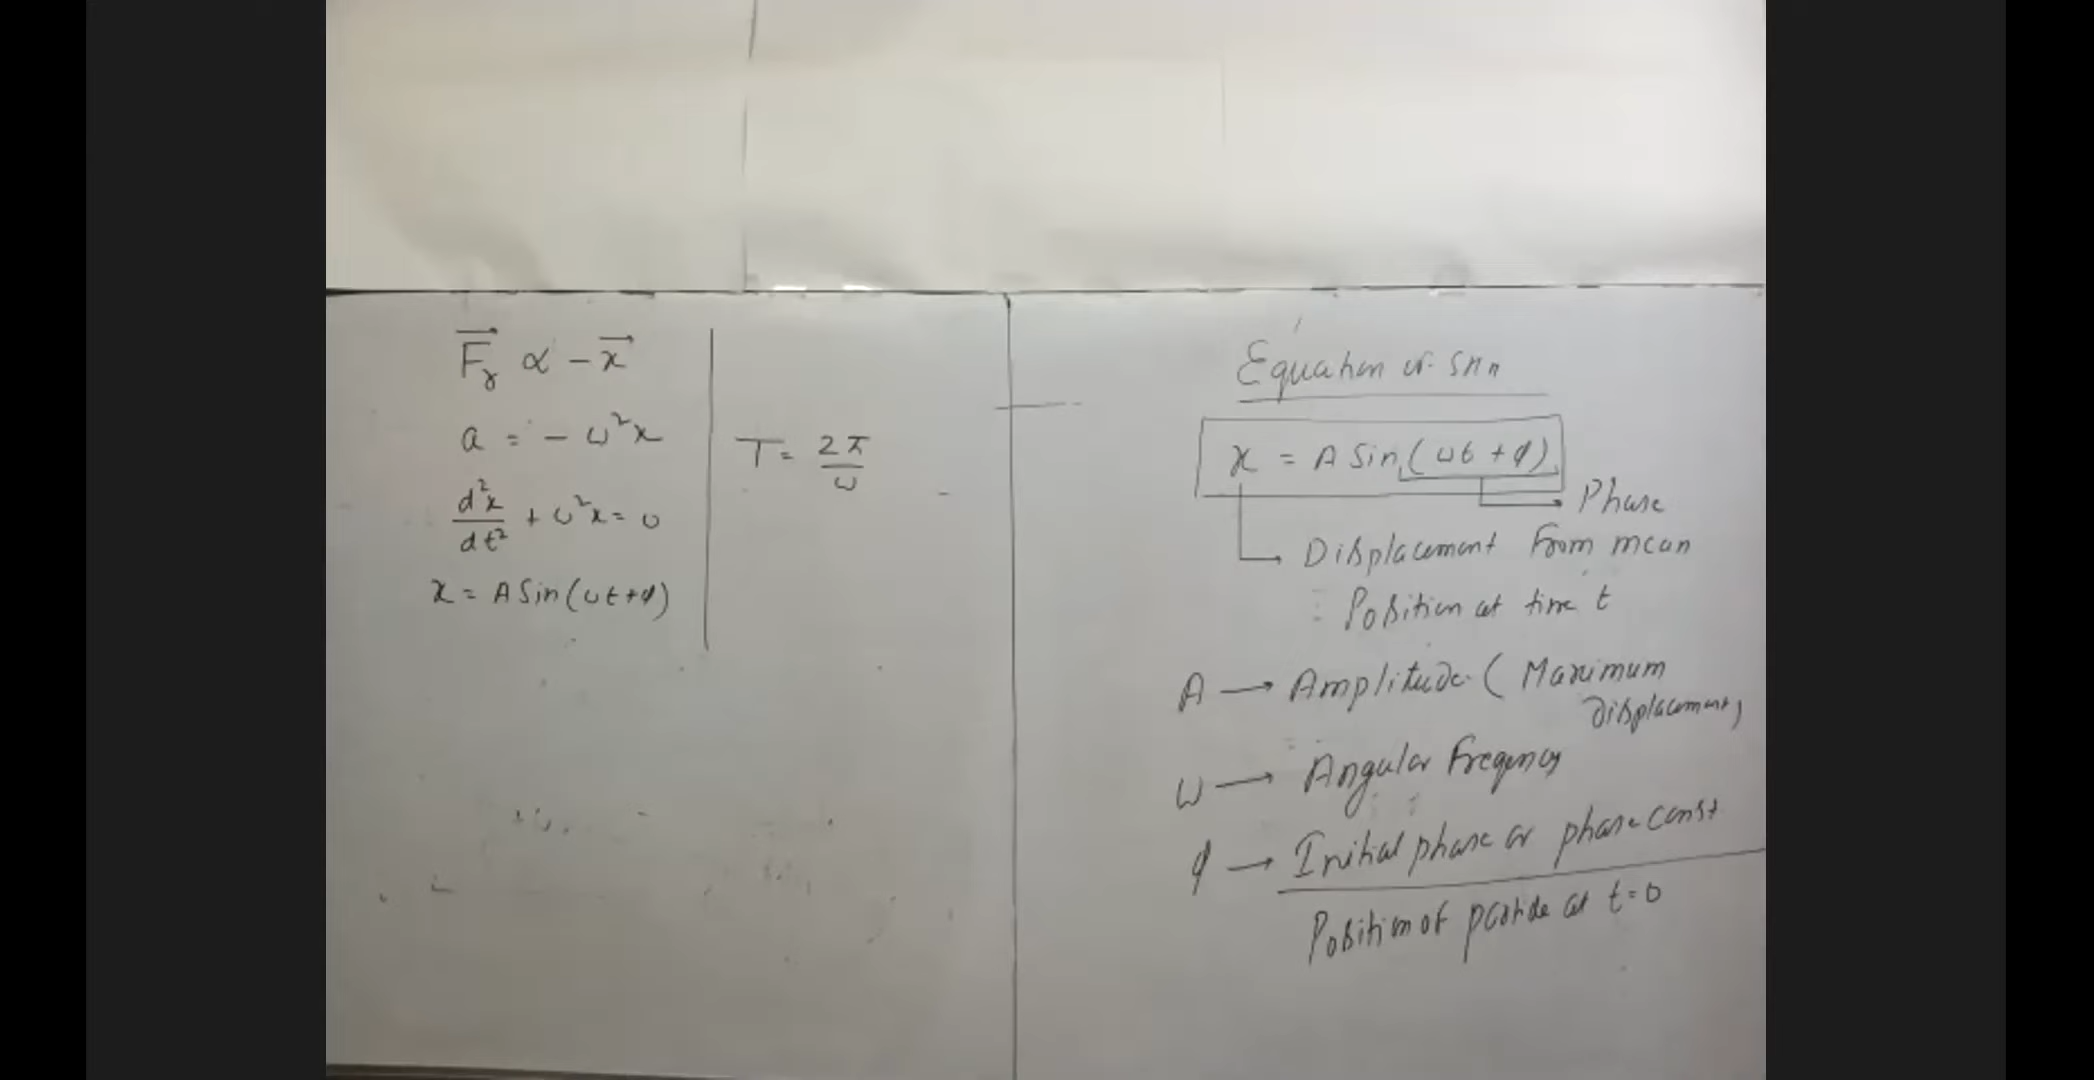 F⃗r ∝ -x⃗
a = - ω²x
d²x/dt² + ω²x = 0
x = A Sin(ωt+φ)
T = 2π/ω
Equation of SHM
x = A Sin(ωt + φ)
Phase
Displacement From mean
Position at time t
A → Amplitude (Maximum
Displacement)
ω → Angular Freqency
φ → Initial phase or phase const
Position of particle at t=0